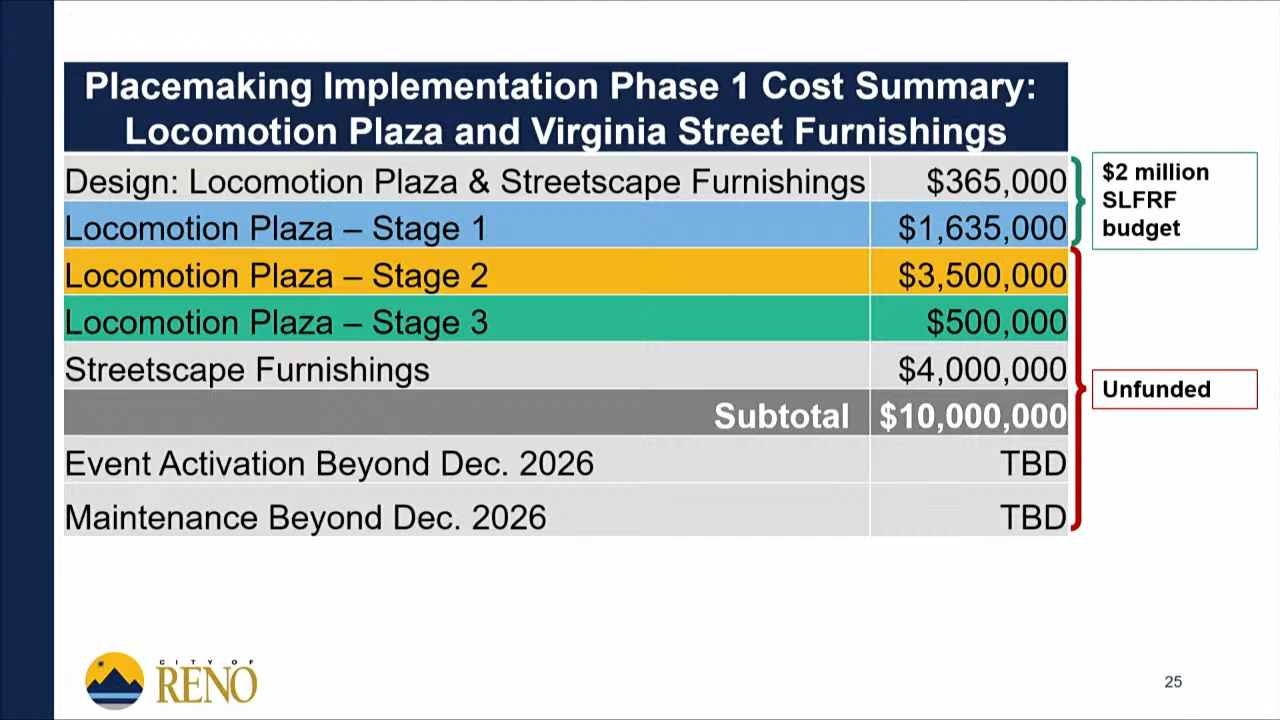 Placemaking Implementation Phase 1 Cost Summary:
Locomotion Plaza and Virginia Street Furnishings
Design: Locomotion Plaza & Streetscape Furnishings $365,000
Locomotion Plaza – Stage 1 $1,635,000
Locomotion Plaza – Stage 2 $3,500,000
Locomotion Plaza – Stage 3 $500,000
Streetscape Furnishings $4,000,000
Subtotal $10,000,000
Event Activation Beyond Dec. 2026 TBD
Maintenance Beyond Dec. 2026 TBD
$2 million
SLFRF
budget
Unfunded
CITY OF
RENO
25